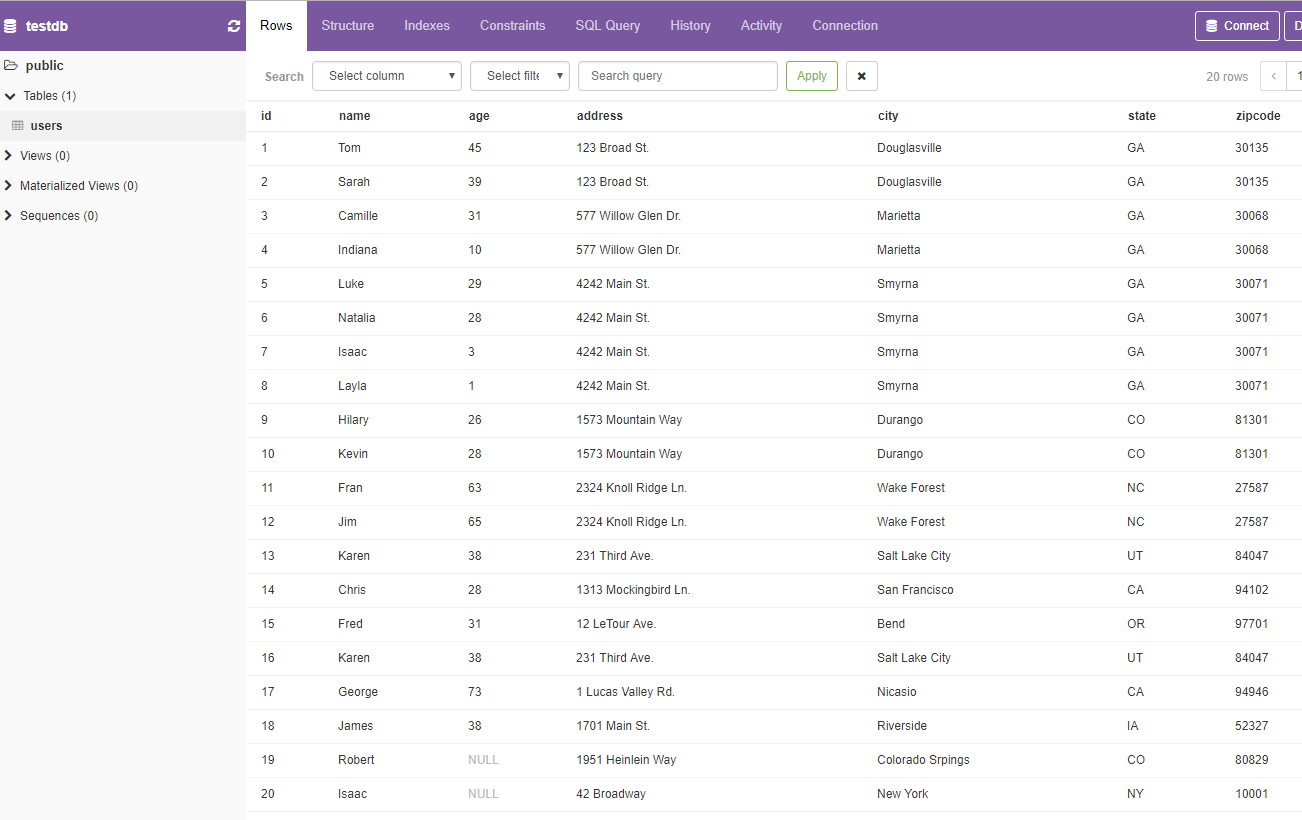 testdb Rows Structure Indexes Constraints SQL Query History Activity Connection Connect
public
Tables (1)
users
Views (0)
Materialized Views (0)
Sequences (0)
Search Select column Select filte Search query Apply × 20 rows ‹ 1
id name age address city state zipcode
1 Tom 45 123 Broad St. Douglasville GA 30135
2 Sarah 39 123 Broad St. Douglasville GA 30135
3 Camille 31 577 Willow Glen Dr. Marietta GA 30068
4 Indiana 10 577 Willow Glen Dr. Marietta GA 30068
5 Luke 29 4242 Main St. Smyrna GA 30071
6 Natalia 28 4242 Main St. Smyrna GA 30071
7 Isaac 3 4242 Main St. Smyrna GA 30071
8 Layla 1 4242 Main St. Smyrna GA 30071
9 Hilary 26 1573 Mountain Way Durango CO 81301
10 Kevin 28 1573 Mountain Way Durango CO 81301
11 Fran 63 2324 Knoll Ridge Ln. Wake Forest NC 27587
12 Jim 65 2324 Knoll Ridge Ln. Wake Forest NC 27587
13 Karen 38 231 Third Ave. Salt Lake City UT 84047
14 Chris 28 1313 Mockingbird Ln. San Francisco CA 94102
15 Fred 31 12 LeTour Ave. Bend OR 97701
16 Karen 38 231 Third Ave. Salt Lake City UT 84047
17 George 73 1 Lucas Valley Rd. Nicasio CA 94946
18 James 38 1701 Main St. Riverside IA 52327
19 Robert NULL 1951 Heinlein Way Colorado Srpings CO 80829
20 Isaac NULL 42 Broadway New York NY 10001